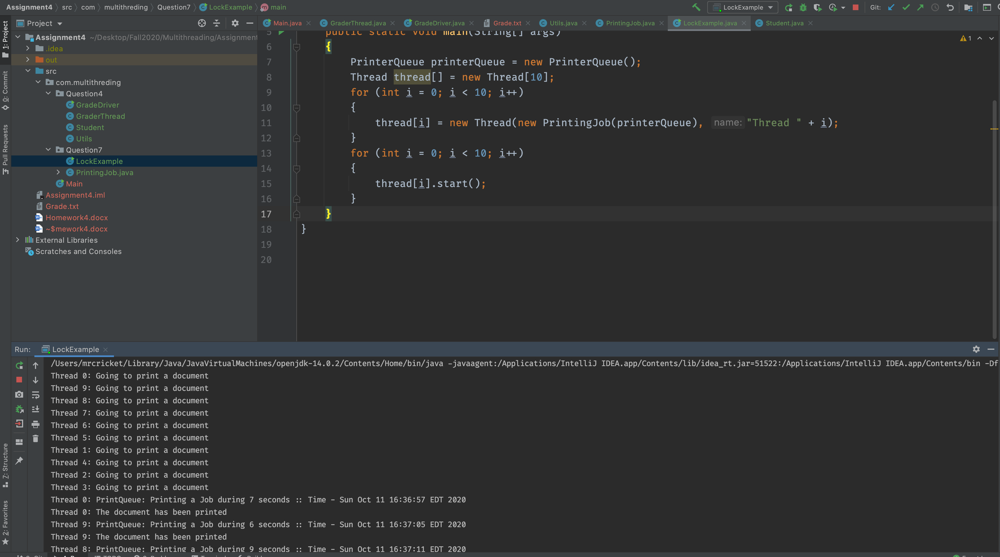 Assignment4 src com multithreding Question7 LockExample main
LockExample
Git:
1: Project
0: Commit
Pull Requests
Z: Structure
2: Favorites
Project
Assignment4 ~/Desktop/Fall2020/Multithreading/Assignment
.idea
out
src
com.multithreding
Question4
GradeDriver
GraderThread
Student
Utils
Question7
LockExample
PrintingJob.java
Main
Assignment4.iml
Grade.txt
Homework4.docx
~$mework4.docx
External Libraries
Scratches and Consoles
Main.java GraderThread.java GradeDriver.java Grade.txt Utils.java PrintingJob.java LockExample.java Student.java
1
5 public static void main(String[] args)
6 {
7 PrinterQueue printerQueue = new PrinterQueue();
8 Thread thread[] = new Thread[10];
9 for (int i = 0; i < 10; i++)
10 {
11 thread[i] = new Thread(new PrintingJob(printerQueue), name: "Thread " + i);
12 }
13 for (int i = 0; i < 10; i++)
14 {
15 thread[i].start();
16 }
17 }
18 }
19
20
Run: LockExample
/Users/mrcricket/Library/Java/JavaVirtualMachines/openjdk-14.0.2/Contents/Home/bin/java -javaagent:/Applications/IntelliJ IDEA.app/Contents/lib/idea_rt.jar=51522:/Applications/IntelliJ IDEA.app/Contents/bin -Df
Thread 0: Going to print a document
Thread 9: Going to print a document
Thread 8: Going to print a document
Thread 7: Going to print a document
Thread 6: Going to print a document
Thread 5: Going to print a document
Thread 1: Going to print a document
Thread 4: Going to print a document
Thread 2: Going to print a document
Thread 3: Going to print a document
Thread 0: PrintQueue: Printing a Job during 7 seconds :: Time - Sun Oct 11 16:36:57 EDT 2020
Thread 0: The document has been printed
Thread 9: PrintQueue: Printing a Job during 6 seconds :: Time - Sun Oct 11 16:37:05 EDT 2020
Thread 9: The document has been printed
Thread 8: PrintQueue: Printing a Job during 9 seconds :: Time - Sun Oct 11 16:37:11 EDT 2020